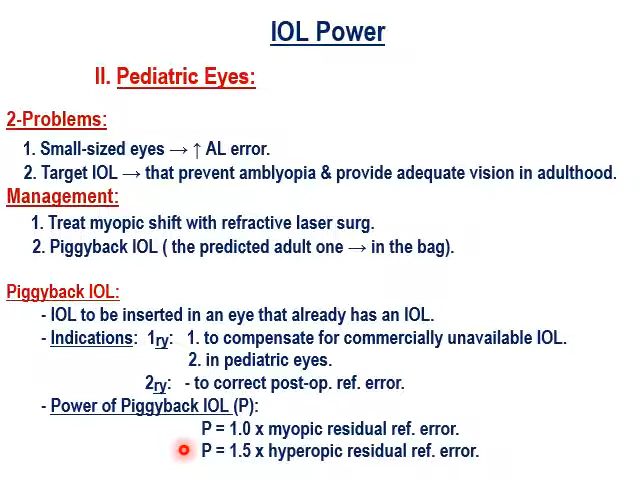 IOL Power
II. Pediatric Eyes:
2-Problems:
1. Small-sized eyes → ↑ AL error.
2. Target IOL → that prevent amblyopia & provide adequate vision in adulthood.
Management:
1. Treat myopic shift with refractive laser surg.
2. Piggyback IOL ( the predicted adult one → in the bag).
Piggyback IOL:
- IOL to be inserted in an eye that already has an IOL.
- Indications: 1ry: 1. to compensate for commercially unavailable IOL.
2. in pediatric eyes.
2ry: - to correct post-op. ref. error.
- Power of Piggyback IOL (P):
P = 1.0 x myopic residual ref. error.
P = 1.5 x hyperopic residual ref. error.